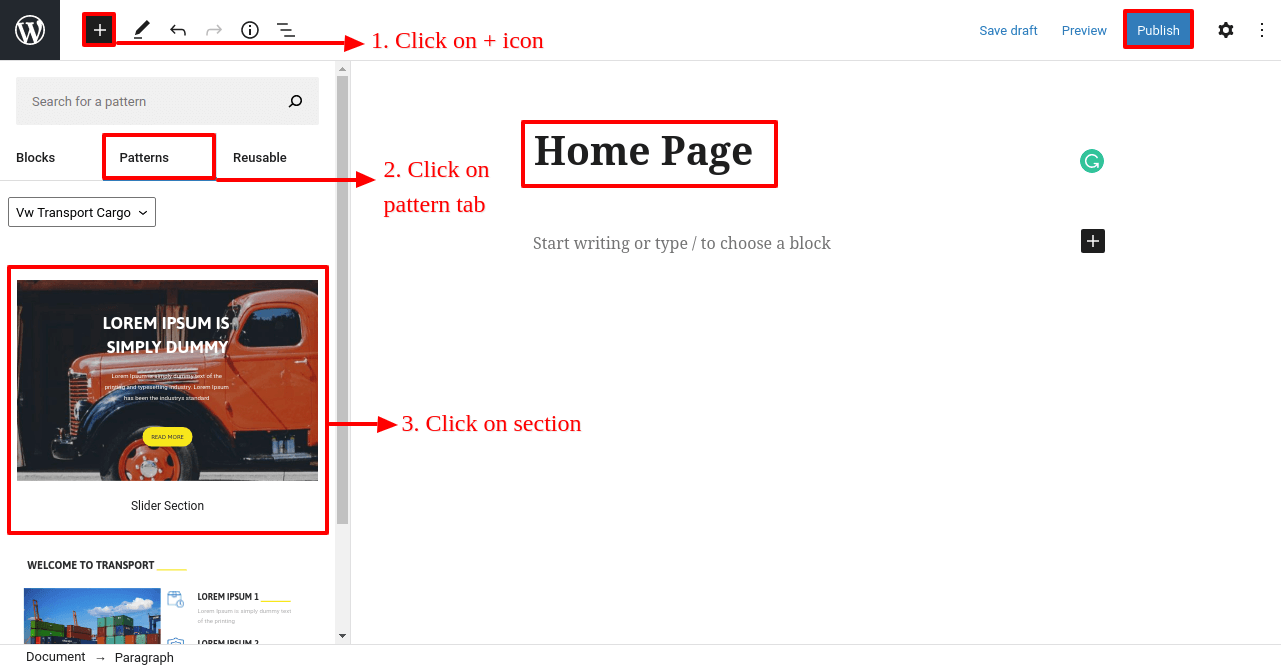 1. Click on + icon
Save draft
Preview
Publish
Search for a pattern
Blocks
Patterns
Reusable
2. Click on
pattern tab
Home Page
Vw Transport Cargo
Start writing or type / to choose a block
LOREM IPSUM IS
SIMPLY DUMMY
Lorem Ipsum is simply dummy text of the
printing and typesetting industry. Lorem Ipsum
has been the industrys standard
READ MORE
3. Click on section
Slider Section
WELCOME TO TRANSPORT
LOREM IPSUM 1
Lorem Ipsum is simply dummy text
of the printing
LOREM IPSUM 2
Document → Paragraph